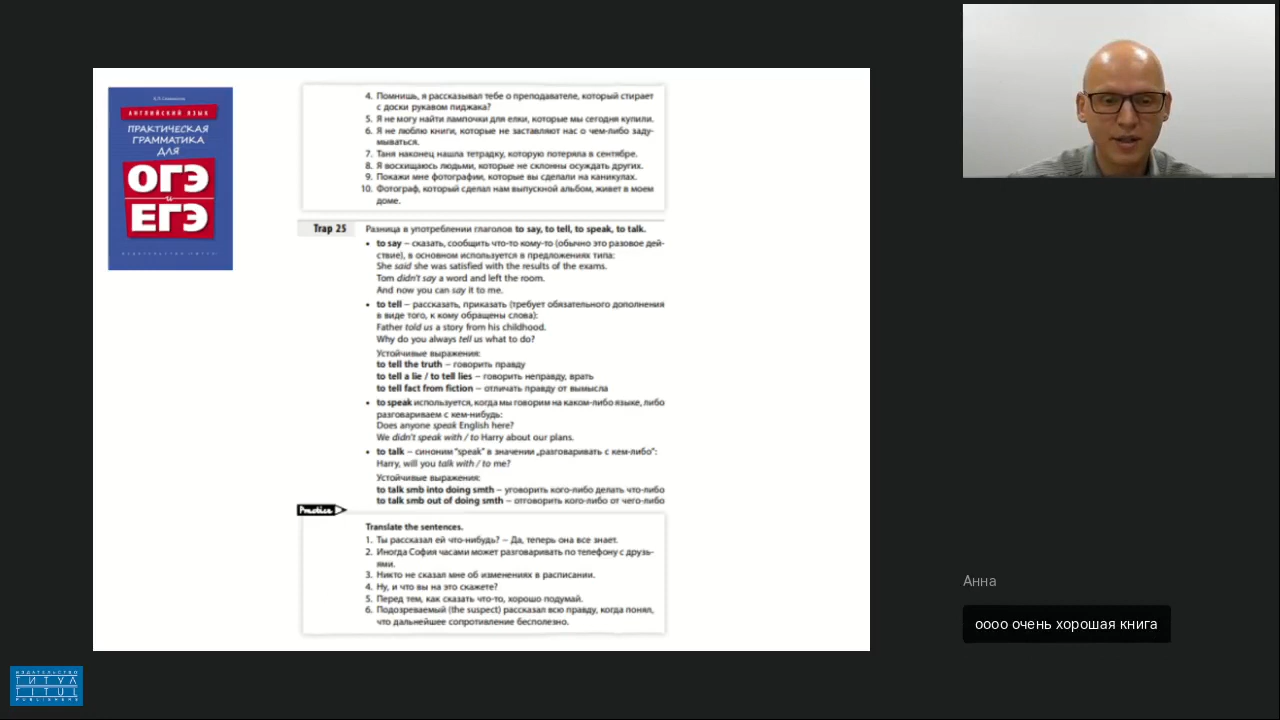 АНГЛИЙСКИЙ ЯЗЫК
ПРАКТИЧЕСКАЯ
ГРАММАТИКА
ДЛЯ
ОГЭ
и
ЕГЭ
4. Помнишь, я рассказывал тебе о преподавателе, который стирает
с доски рукавом пиджака?
5. Я не могу найти лампочки для елки, которые мы сегодня купили.
6. Я не люблю книги, которые не заставляют нас о чем-либо заду-
мываться.
7. Таня наконец нашла тетрадку, которую потеряла в сентябре.
8. Я восхищаюсь людьми, которые не склонны осуждать других.
9. Покажи мне фотографии, которые вы сделали на каникулах.
10. Фотограф, который сделал нам выпускной альбом, живет в моем
доме.
Trap 25
Разница в употреблении глаголов to say, to tell, to speak, to talk.
• to say – сказать, сообщить что-то кому-то (обычно это разовое дей-
ствие), в основном используется в предложениях типа:
She said she was satisfied with the results of the exams.
Tom didn't say a word and left the room.
And now you can say it to me.
• to tell – рассказать, приказать (требует обязательного дополнения
в виде того, к кому обращены слова):
Father told us a story from his childhood.
Why do you always tell us what to do?
Устойчивые выражения:
to tell the truth – говорить правду
to tell a lie / to tell lies – говорить неправду, врать
to tell fact from fiction – отличать правду от вымысла
• to speak используется, когда мы говорим на каком-либо языке, либо
разговариваем с кем-нибудь:
Does anyone speak English here?
We didn't speak with / to Harry about our plans.
• to talk – синоним "speak" в значении „разговаривать с кем-либо":
Harry, will you talk with / to me?
Устойчивые выражения:
to talk smb into doing smth – уговорить кого-либо делать что-либо
to talk smb out of doing smth – отговорить кого-либо от чего-либо
Practice
Translate the sentences.
1. Ты рассказал ей что-нибудь? – Да, теперь она все знает.
2. Иногда София часами может разговаривать по телефону с друзь-
ями.
3. Никто не сказал мне об изменениях в расписании.
4. Ну, и что вы на это скажете?
5. Перед тем, как сказать что-то, хорошо подумай.
6. Подозреваемый (the suspect) рассказал всю правду, когда понял,
что дальнейшее сопротивление бесполезно.
Анна
оооо очень хорошая книга
ИЗДАТЕЛЬСТВО
ТИТУЛ
TITUL
PUBLISHERS